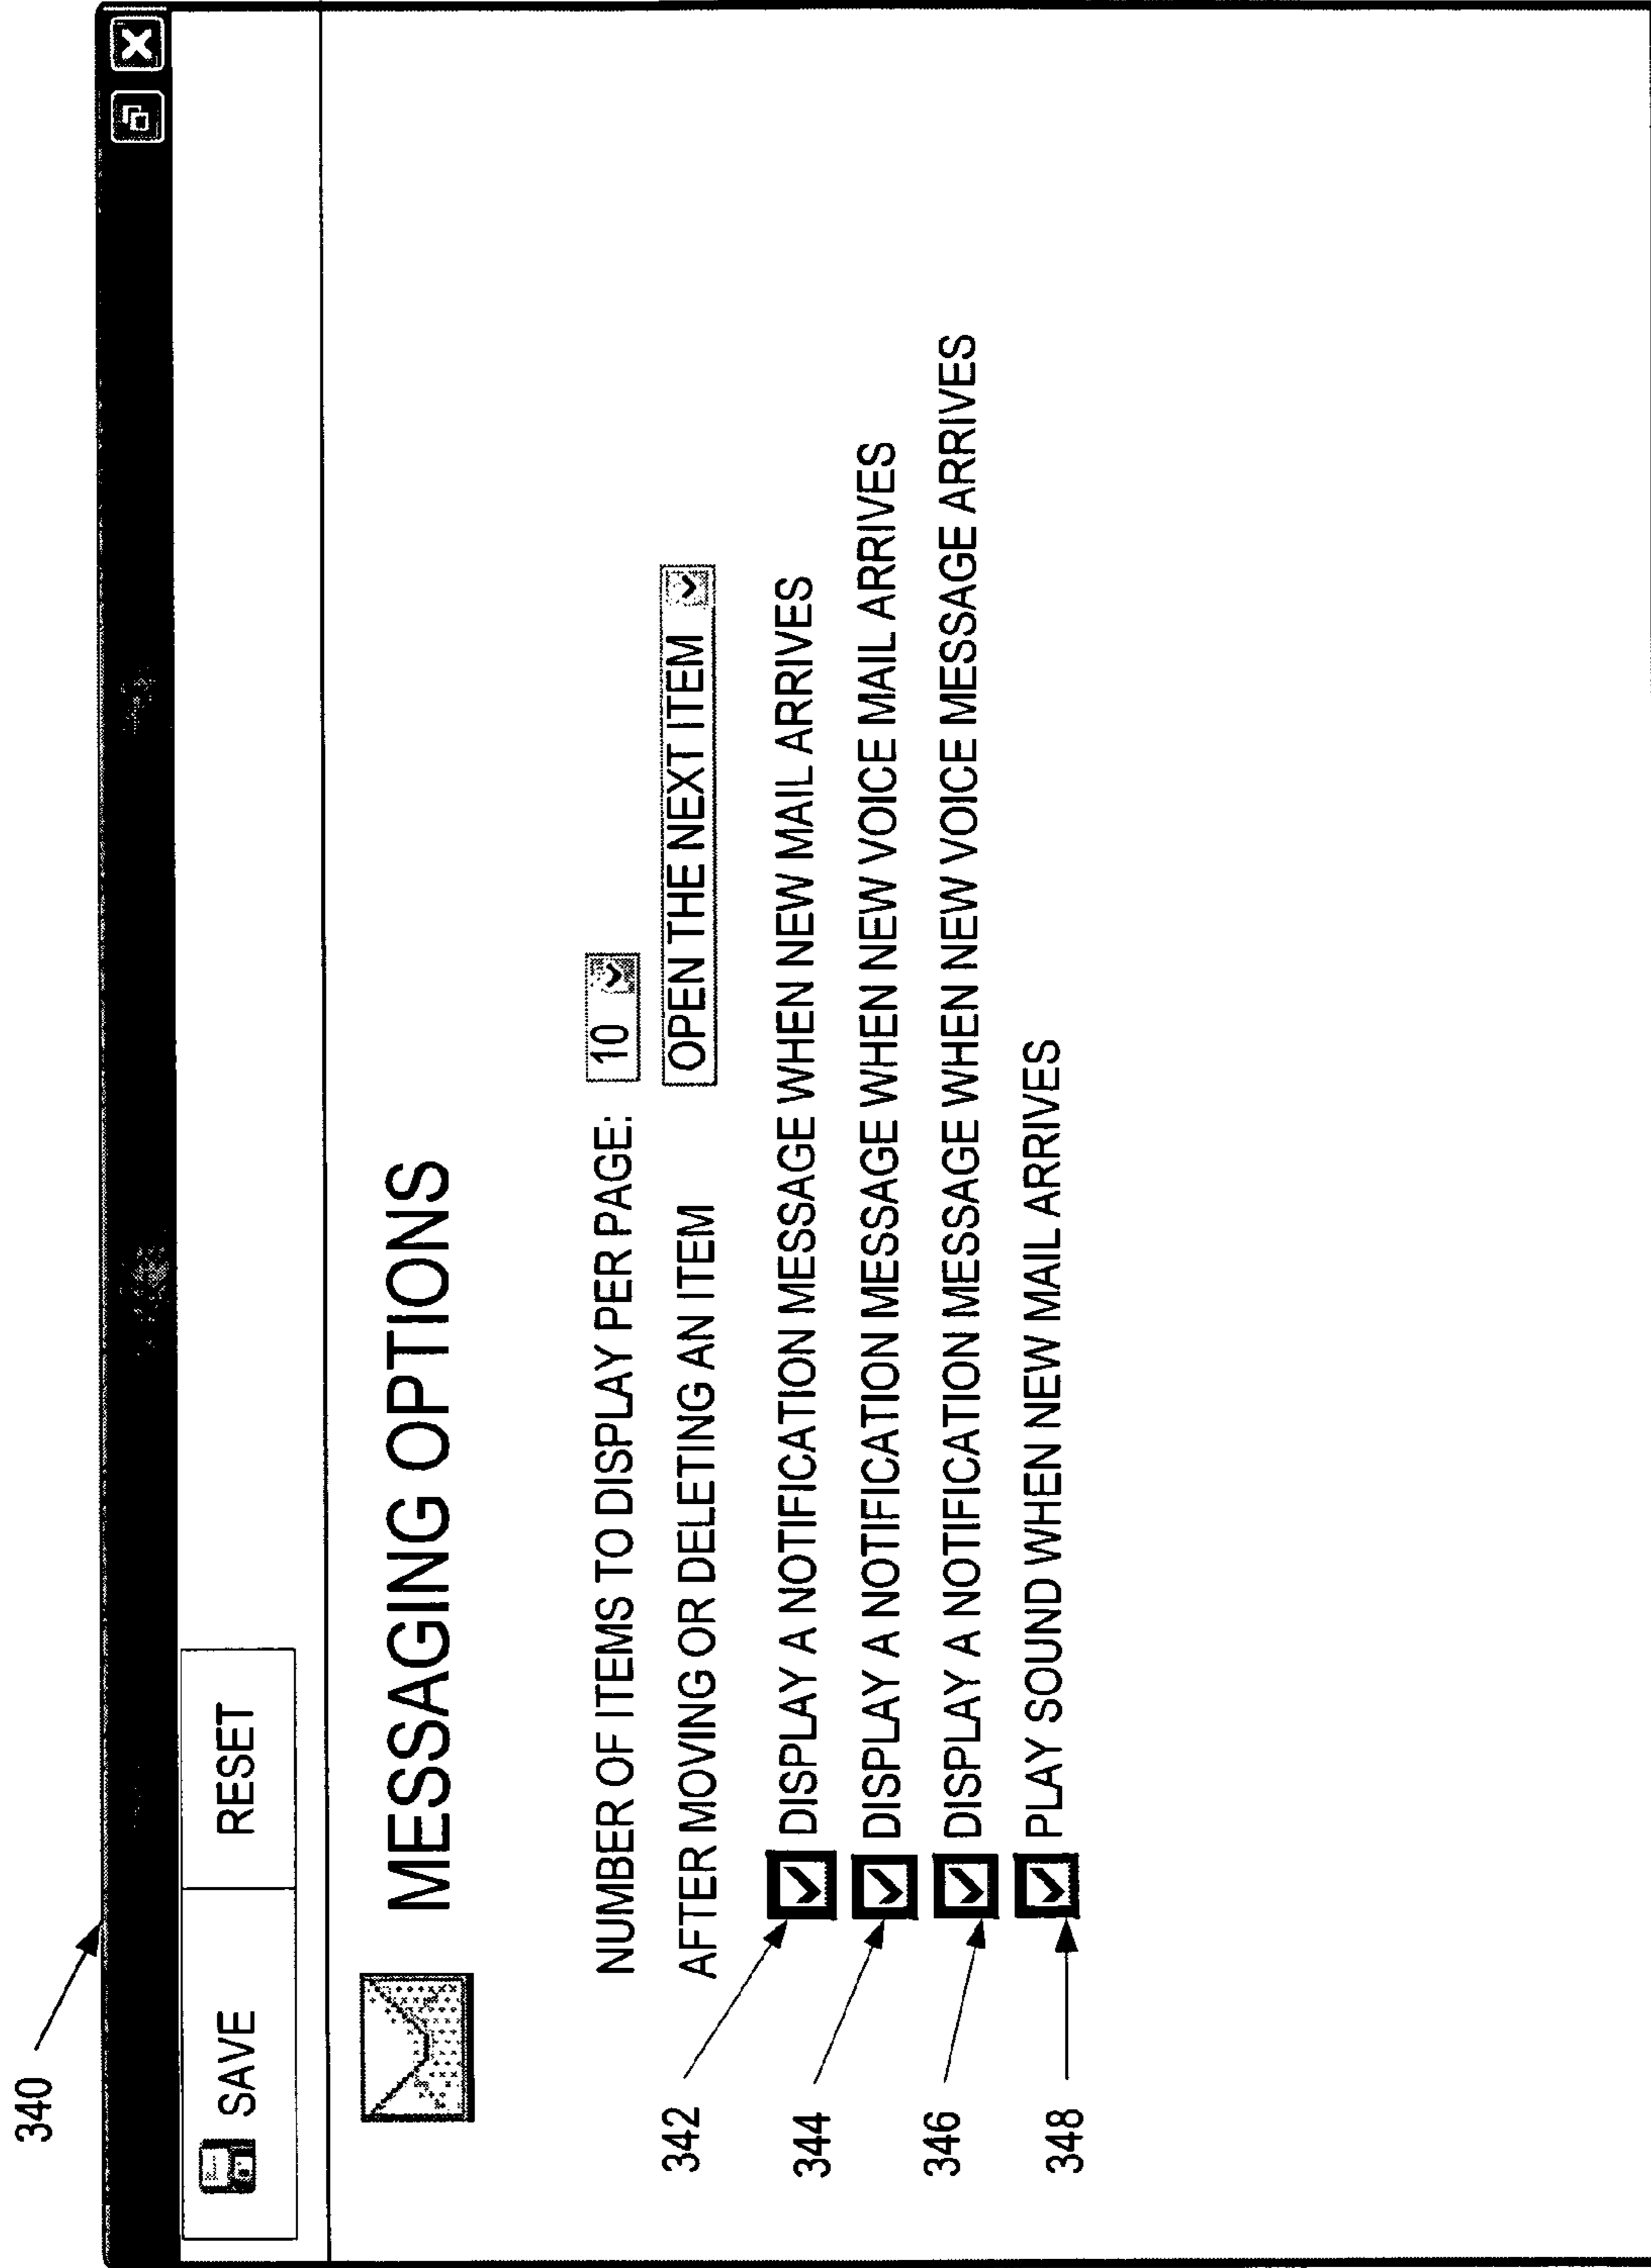 340
SAVE RESET
MESSAGING OPTIONS
NUMBER OF ITEMS TO DISPLAY PER PAGE: 10
AFTER MOVING OR DELETING AN ITEM OPEN THE NEXT ITEM
342 DISPLAY A NOTIFICATION MESSAGE WHEN NEW MAIL ARRIVES
344 DISPLAY A NOTIFICATION MESSAGE WHEN NEW VOICE MAIL ARRIVES
346 DISPLAY A NOTIFICATION MESSAGE WHEN NEW VOICE MESSAGE ARRIVES
348 PLAY SOUND WHEN NEW MAIL ARRIVES